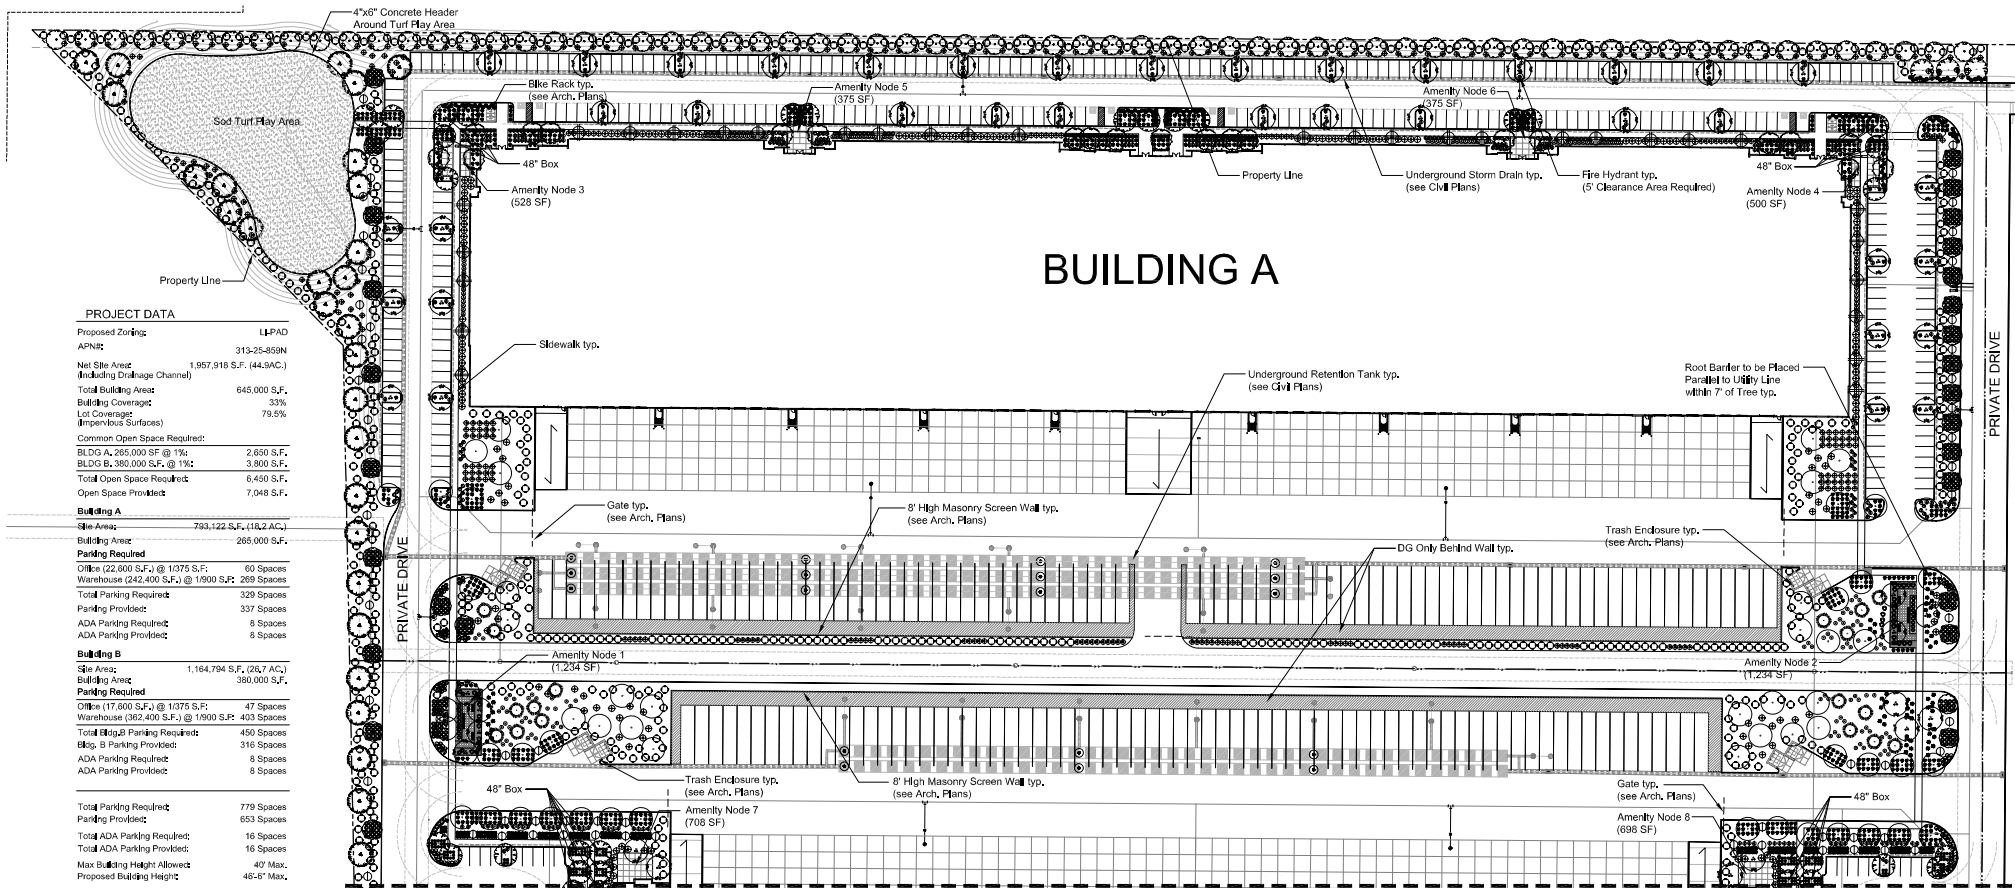 4"x6" Concrete Header
Around Turf Play Area
Bike Rack typ.
(see Arch. Plans)
Amenity Node 5
(375 SF)
Amenity Node 6
(375 SF)
Sod Turf Play Area
48" Box
Amenity Node 3
(528 SF)
Property Line
Underground Storm Drain typ.
(see Civil Plans)
Fire Hydrant typ.
(5' Clearance Area Required)
48" Box
Amenity Node 4
(500 SF)
BUILDING A
Property Line
Sidewalk typ.
Underground Retention Tank typ.
(see Civil Plans)
Root Barrier to be Placed
Parallel to Utility Line
within 7' of Tree typ.
PRIVATE DRIVE
PROJECT DATA
Proposed Zoning: LI-PAD
APN#: 313-25-859N
Net Site Area: 1,957,918 S.F. (44.9AC.)
(Including Drainage Channel)
Total Building Area: 645,000 S.F.
Building Coverage: 33%
Lot Coverage: 79.5%
(Impervious Surfaces)
Common Open Space Required:
BLDG A. 265,000 SF @ 1%: 2,650 S.F.
BLDG B. 380,000 S.F. @ 1%: 3,800 S.F.
Total Open Space Required: 6,450 S.F.
Open Space Provided: 7,048 S.F.
Building A
Site Area: 793,122 S.F. (18.2 AC.)
Building Area: 265,000 S.F.
Parking Required
Office (22,600 S.F.) @ 1/375 S.F: 60 Spaces
Warehouse (242,400 S.F.) @ 1/900 S.F: 269 Spaces
Total Parking Required: 329 Spaces
Parking Provided: 337 Spaces
ADA Parking Required: 8 Spaces
ADA Parking Provided: 8 Spaces
Building B
Site Area: 1,164,794 S.F. (26.7 AC.)
Building Area: 380,000 S.F.
Parking Required
Office (17,600 S.F.) @ 1/375 S.F: 47 Spaces
Warehouse (362,400 S.F.) @ 1/900 S.F: 403 Spaces
Total Bldg.B Parking Required: 450 Spaces
Bldg. B Parking Provided: 316 Spaces
ADA Parking Required: 8 Spaces
ADA Parking Provided: 8 Spaces
Total Parking Required: 779 Spaces
Parking Provided: 653 Spaces
Total ADA Parking Required: 16 Spaces
Total ADA Parking Provided: 16 Spaces
Max Building Height Allowed: 40' Max.
Proposed Building Height: 46'-6" Max.
Gate typ.
(see Arch. Plans)
8' High Masonry Screen Wall typ.
(see Arch. Plans)
DG Only Behind Wall typ.
Trash Enclosure typ.
(see Arch. Plans)
PRIVATE DRIVE
Amenity Node 1
(1,234 SF)
Amenity Node 2
(1,234 SF)
Trash Enclosure typ.
(see Arch. Plans)
8' High Masonry Screen Wall typ.
(see Arch. Plans)
Gate typ.
(see Arch. Plans)
48" Box
Amenity Node 7
(708 SF)
Amenity Node 8
(698 SF)
48" Box